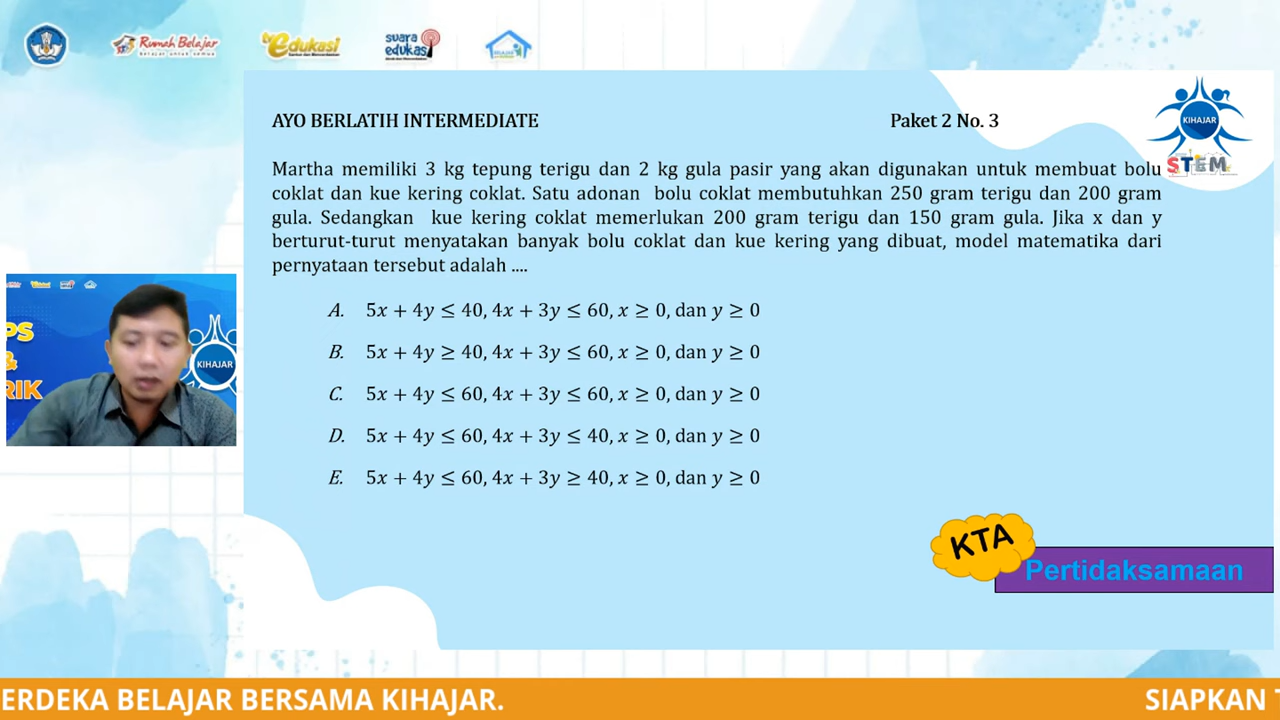 Rumah Belajar
Belajar untuk semua
tv edukasi
suara
edukasi
AYO BERLATIH INTERMEDIATE
Paket 2 No. 3
KIHAJAR
STEM
Martha memiliki 3 kg tepung terigu dan 2 kg gula pasir yang akan digunakan untuk membuat bolu
coklat dan kue kering coklat. Satu adonan bolu coklat membutuhkan 250 gram terigu dan 200 gram
gula. Sedangkan kue kering coklat memerlukan 200 gram terigu dan 150 gram gula. Jika x dan y
berturut-turut menyatakan banyak bolu coklat dan kue kering yang dibuat, model matematika dari
pernyataan tersebut adalah ....
A. 5x + 4y ≤ 40, 4x + 3y ≤ 60, x ≥ 0, dan y ≥ 0
B. 5x + 4y ≥ 40, 4x + 3y ≤ 60, x ≥ 0, dan y ≥ 0
C. 5x + 4y ≤ 60, 4x + 3y ≤ 60, x ≥ 0, dan y ≥ 0
D. 5x + 4y ≤ 60, 4x + 3y ≤ 40, x ≥ 0, dan y ≥ 0
E. 5x + 4y ≤ 60, 4x + 3y ≥ 40, x ≥ 0, dan y ≥ 0
PS
&
RIK
KIHAJAR
KTA
Pertidaksamaan
ERDEKA BELAJAR BERSAMA KIHAJAR.
SIAPKAN T